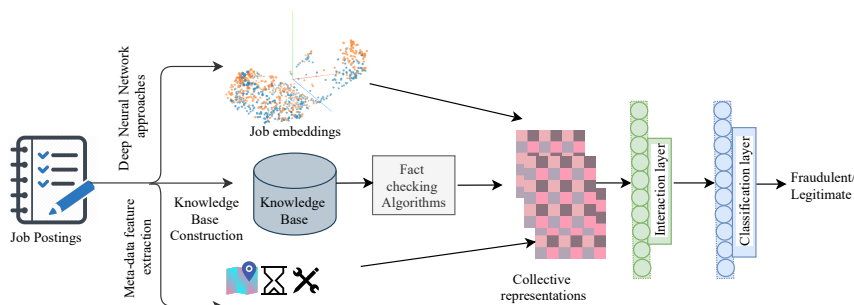 Deep Neural Network
approaches
Job embeddings
Job Postings
Knowledge
Base
Construction
Knowledge
Base
Fact
checking
Algorithms
Meta-data feature
extraction
Collective
representations
Interaction layer
Classification layer
Fraudulent/
Legitimate